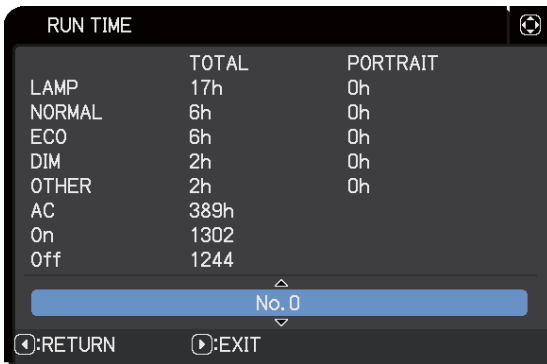 RUN TIME
TOTAL PORTRAIT
LAMP 17h 0h
NORMAL 6h 0h
ECO 6h 0h
DIM 2h 0h
OTHER 2h 0h
AC 389h
On 1302
Off 1244
No.0
:RETURN :EXIT